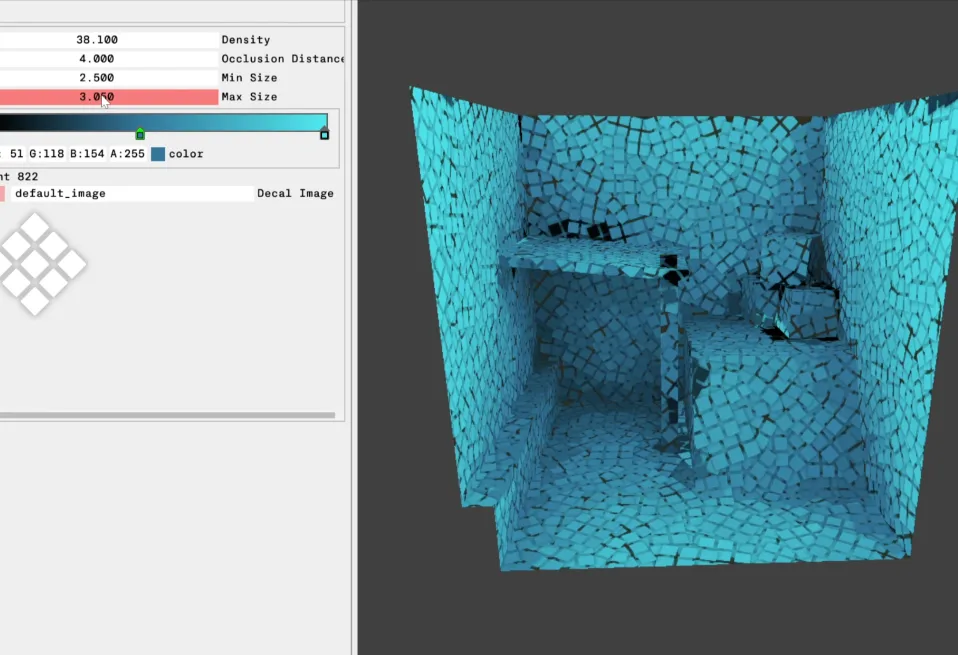 38.100 Density
4.000 Occlusion Distance
2.500 Min Size
3.050 Max Size
: 51 G:118 B:154 A:255 color
nt 822
default_image Decal Image